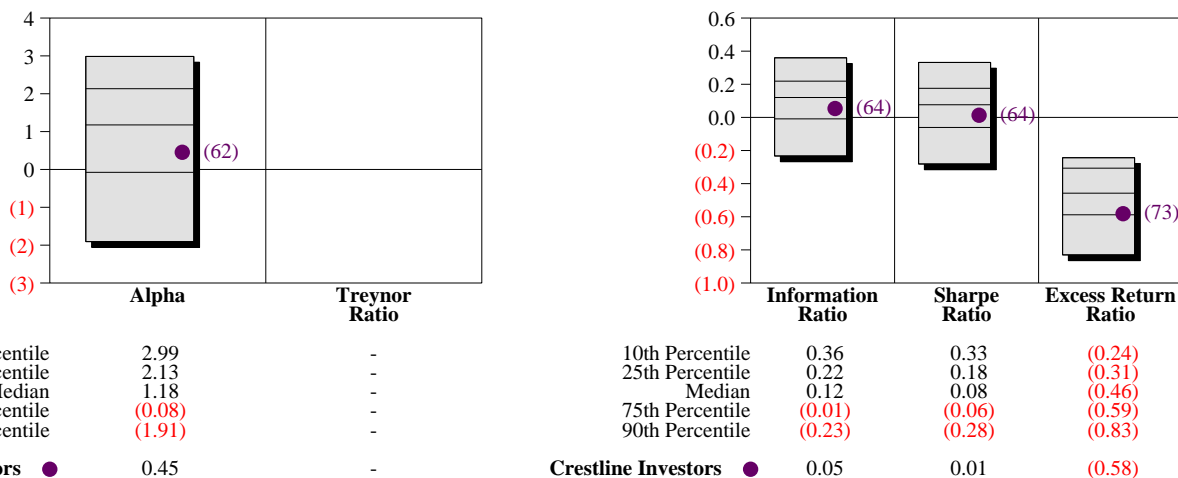 4
3
2
1
0
(1)
(2)
(3)
(62)
Alpha
Treynor
Ratio
2.99 -
2.13 -
Median 1.18 -
(0.08) -
(1.91) -
0.45 -
0.6
0.4
0.2
0.0
(0.2)
(0.4)
(0.6)
(0.8)
(1.0)
(64)
(64)
(73)
Information
Ratio
Sharpe
Ratio
Excess Return
Ratio
10th Percentile 0.36 0.33 (0.24)
25th Percentile 0.22 0.18 (0.31)
Median 0.12 0.08 (0.46)
75th Percentile (0.01) (0.06) (0.59)
90th Percentile (0.23) (0.28) (0.83)
Crestline Investors 0.05 0.01 (0.58)